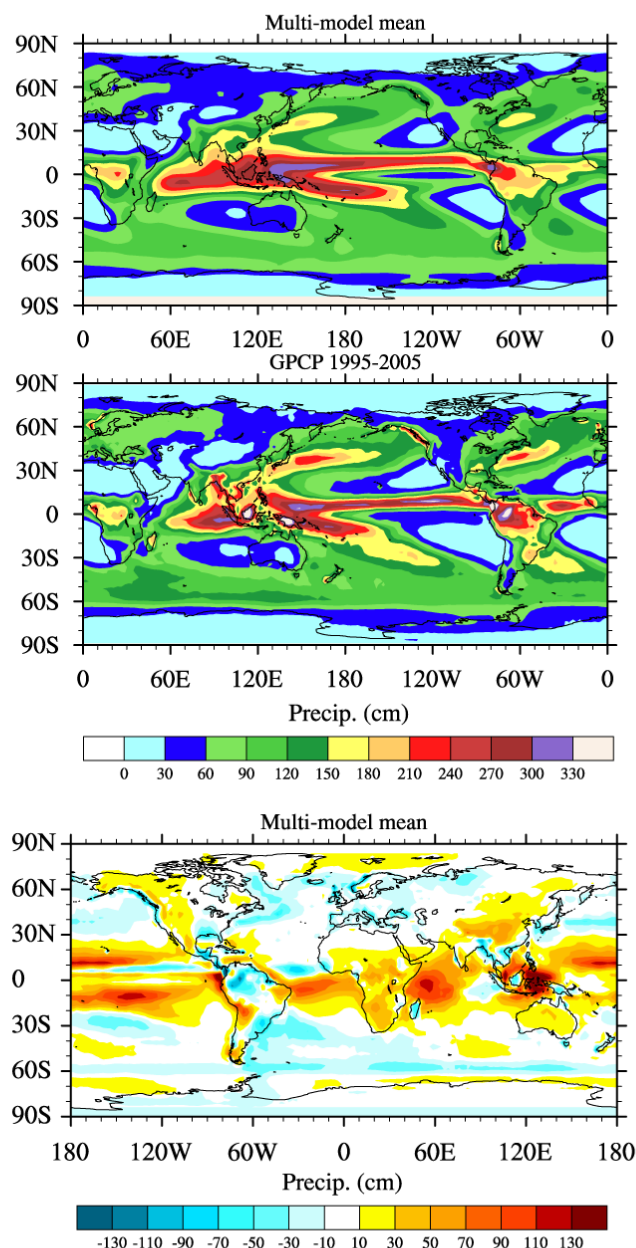 Multi-model mean
90N
60N
30N
0
30S
60S
90S
0 60E 120E 180 120W 60W 0
GPCP 1995-2005
90N
60N
30N
0
30S
60S
90S
0 60E 120E 180 120W 60W 0
Precip. (cm)
0 30 60 90 120 150 180 210 240 270 300 330
Multi-model mean
90N
60N
30N
0
30S
60S
90S
180 120W 60W 0 60E 120E 180
Precip. (cm)
-130 -110 -90 -70 -50 -30 -10 10 30 50 70 90 110 130